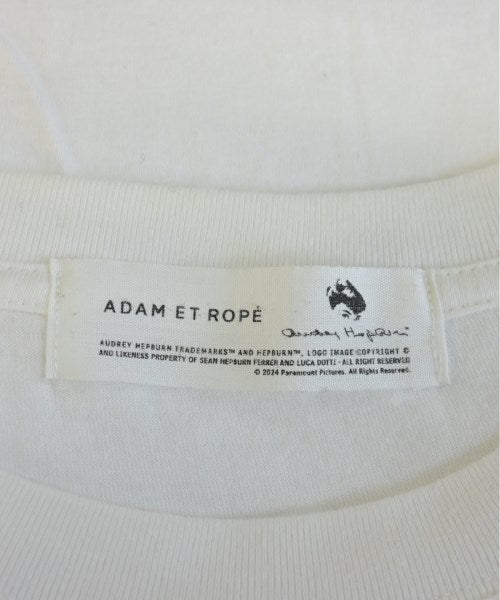 ADAM ET ROPÉ
Audrey Hepburn
AUDREY HEPBURN TRADEMARKS™ AND HEPBURN™, LOGO IMAGE COPYRIGHT ©
AND LIKENESS PROPERTY OF SEAN HEPBURN FERRER AND LUCA DOTTI - ALL RIGHT RESERVED
© 2024 Paramount Pictures. All Rights Reserved.